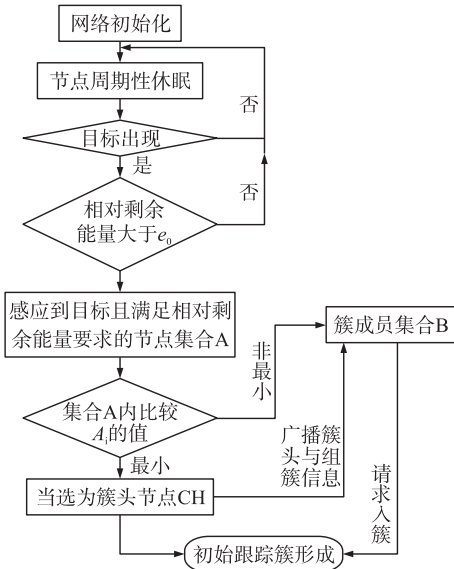 网络初始化
节点周期性休眠
否
目标出现
是
否
相对剩余
能量大于e₀
感应到目标且满足相对剩
余能量要求的节点集合A
簇成员集合B
非
最
小
集合A内比较
Aᵢ的值
广播簇
头与组
簇信息
最小
请
求
入
簇
当选为簇头节点CH
初始跟踪簇形成